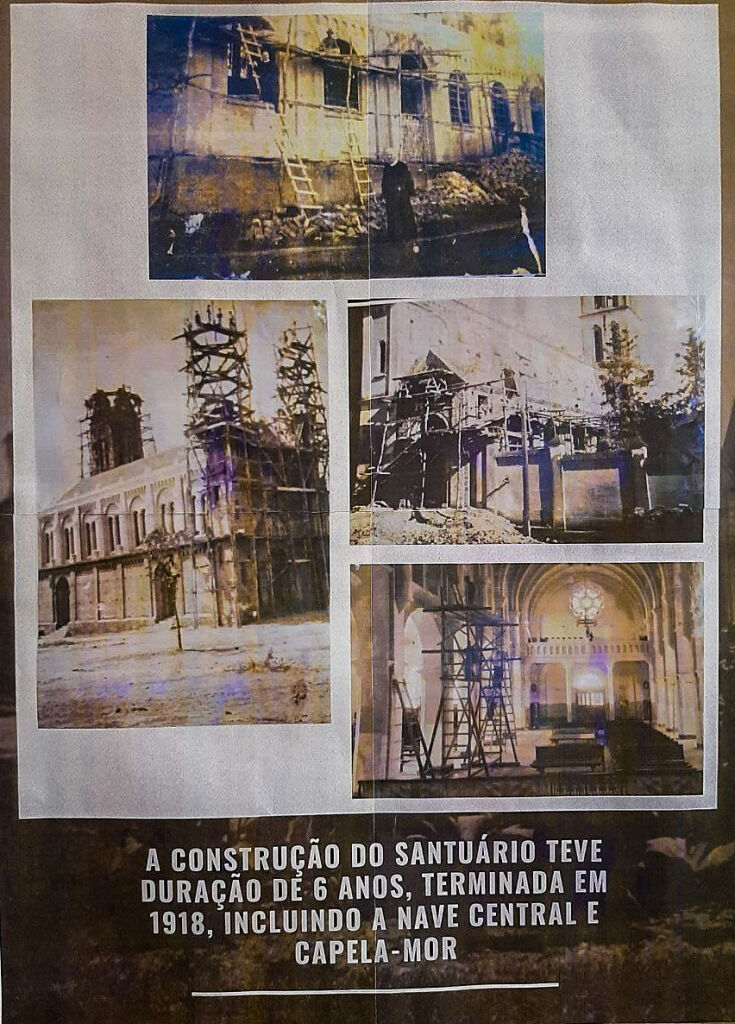 A CONSTRUÇÃO DO SANTUÁRIO TEVE
DURAÇÃO DE 6 ANOS, TERMINADA EM
1918, INCLUINDO A NAVE CENTRAL E
CAPELA-MOR